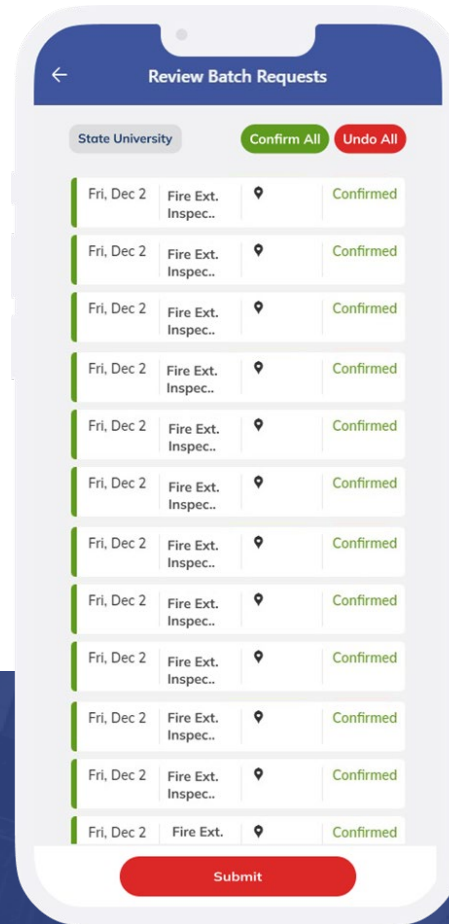 Review Batch Requests
State University
Confirm All
Undo All
Fri, Dec 2 Fire Ext. Confirmed
Inspec..
Fri, Dec 2 Fire Ext. Confirmed
Inspec..
Fri, Dec 2 Fire Ext. Confirmed
Inspec..
Fri, Dec 2 Fire Ext. Confirmed
Inspec..
Fri, Dec 2 Fire Ext. Confirmed
Inspec..
Fri, Dec 2 Fire Ext. Confirmed
Inspec..
Fri, Dec 2 Fire Ext. Confirmed
Inspec..
Fri, Dec 2 Fire Ext. Confirmed
Inspec..
Fri, Dec 2 Fire Ext. Confirmed
Inspec..
Fri, Dec 2 Fire Ext. Confirmed
Inspec..
Fri, Dec 2 Fire Ext. Confirmed
Inspec..
Fri, Dec 2 Fire Ext. Confirmed
Submit